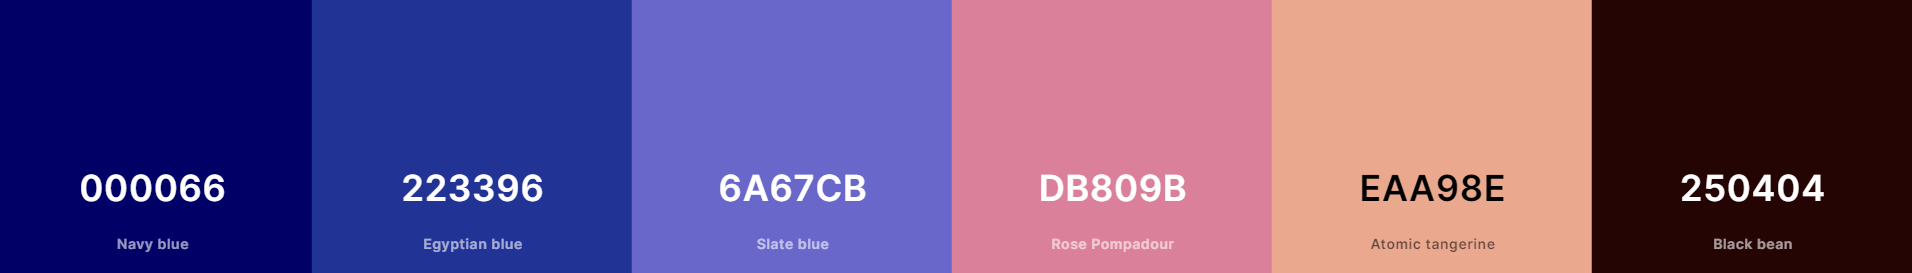 000066
Navy blue
223396
Egyptian blue
6A67CB
Slate blue
DB809B
Rose Pompadour
EAA98E
Atomic tangerine
250404
Black bean